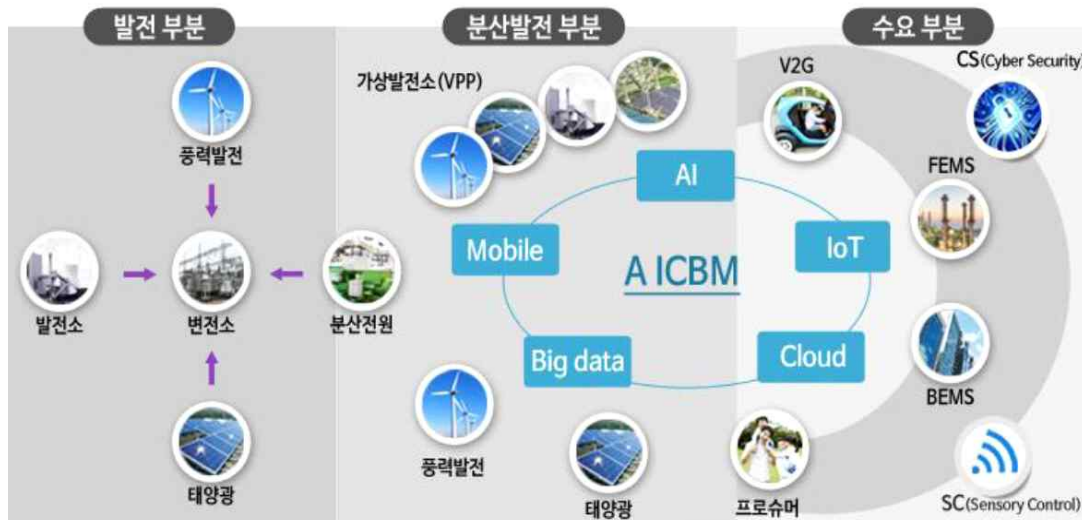 발전 부분
분산발전 부분
수요 부분
풍력발전
발전소
변전소
분산전원
태양광
가상발전소(VPP)
AI
Mobile
IoT
A ICBM
Big data
Cloud
풍력발전
태양광
V2G
CS(Cyber Security)
FEMS
BEMS
프로슈머
SC(Sensory Control)